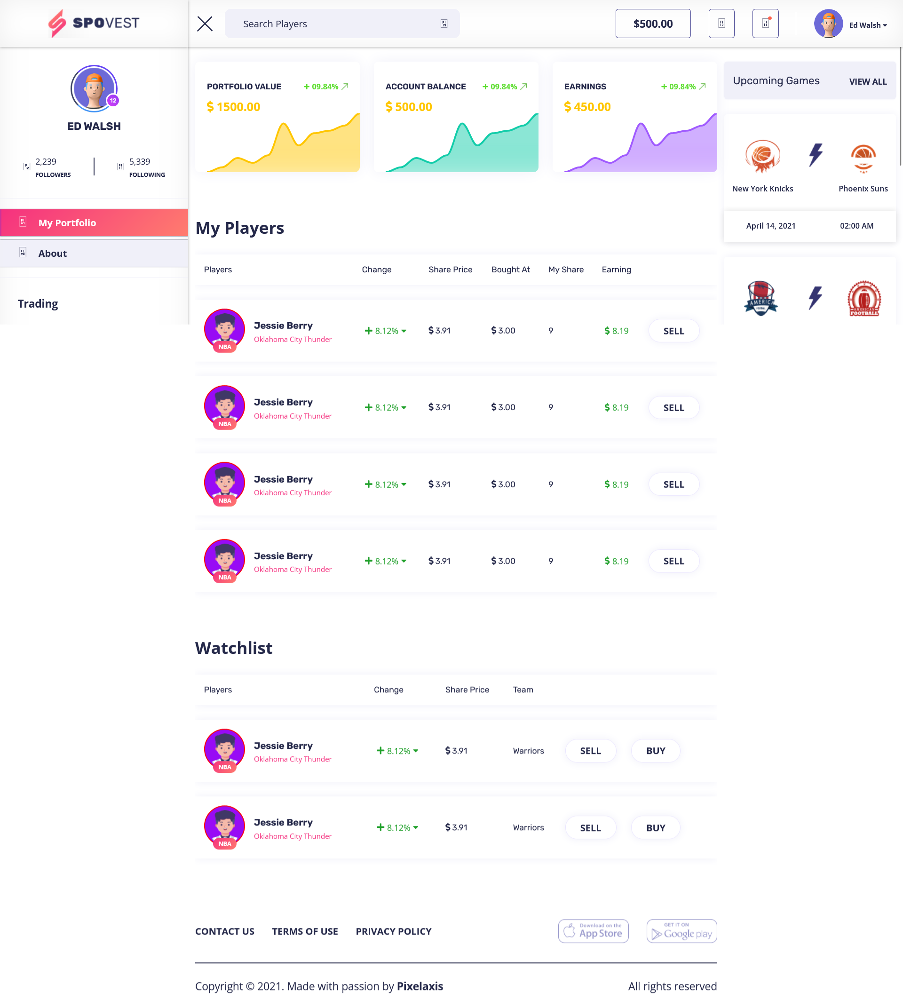 SPOVEST
Search Players
$500.00
Ed Walsh
12
ED WALSH
2,239
FOLLOWERS
5,339
FOLLOWING
My Portfolio
About
Trading
PORTFOLIO VALUE + 09.84%
$ 1500.00
ACCOUNT BALANCE + 09.84%
$ 500.00
EARNINGS + 09.84%
$ 450.00
Upcoming Games VIEW ALL
New York Knicks Phoenix Suns
April 14, 2021 02:00 AM
AMERICA
FOOTBALL
AMERICAN
FOOTBALL
My Players
Players Change Share Price Bought At My Share Earning
Jessie Berry
Oklahoma City Thunder
NBA
+ 8.12% $ 3.91 $ 3.00 9 $ 8.19 SELL
Jessie Berry
Oklahoma City Thunder
NBA
+ 8.12% $ 3.91 $ 3.00 9 $ 8.19 SELL
Jessie Berry
Oklahoma City Thunder
NBA
+ 8.12% $ 3.91 $ 3.00 9 $ 8.19 SELL
Jessie Berry
Oklahoma City Thunder
NBA
+ 8.12% $ 3.91 $ 3.00 9 $ 8.19 SELL
Watchlist
Players Change Share Price Team
Jessie Berry
Oklahoma City Thunder
NBA
+ 8.12% $ 3.91 Warriors SELL BUY
Jessie Berry
Oklahoma City Thunder
NBA
+ 8.12% $ 3.91 Warriors SELL BUY
CONTACT US TERMS OF USE PRIVACY POLICY
Download on the
App Store
GET IT ON
Google play
Copyright © 2021. Made with passion by Pixelaxis
All rights reserved